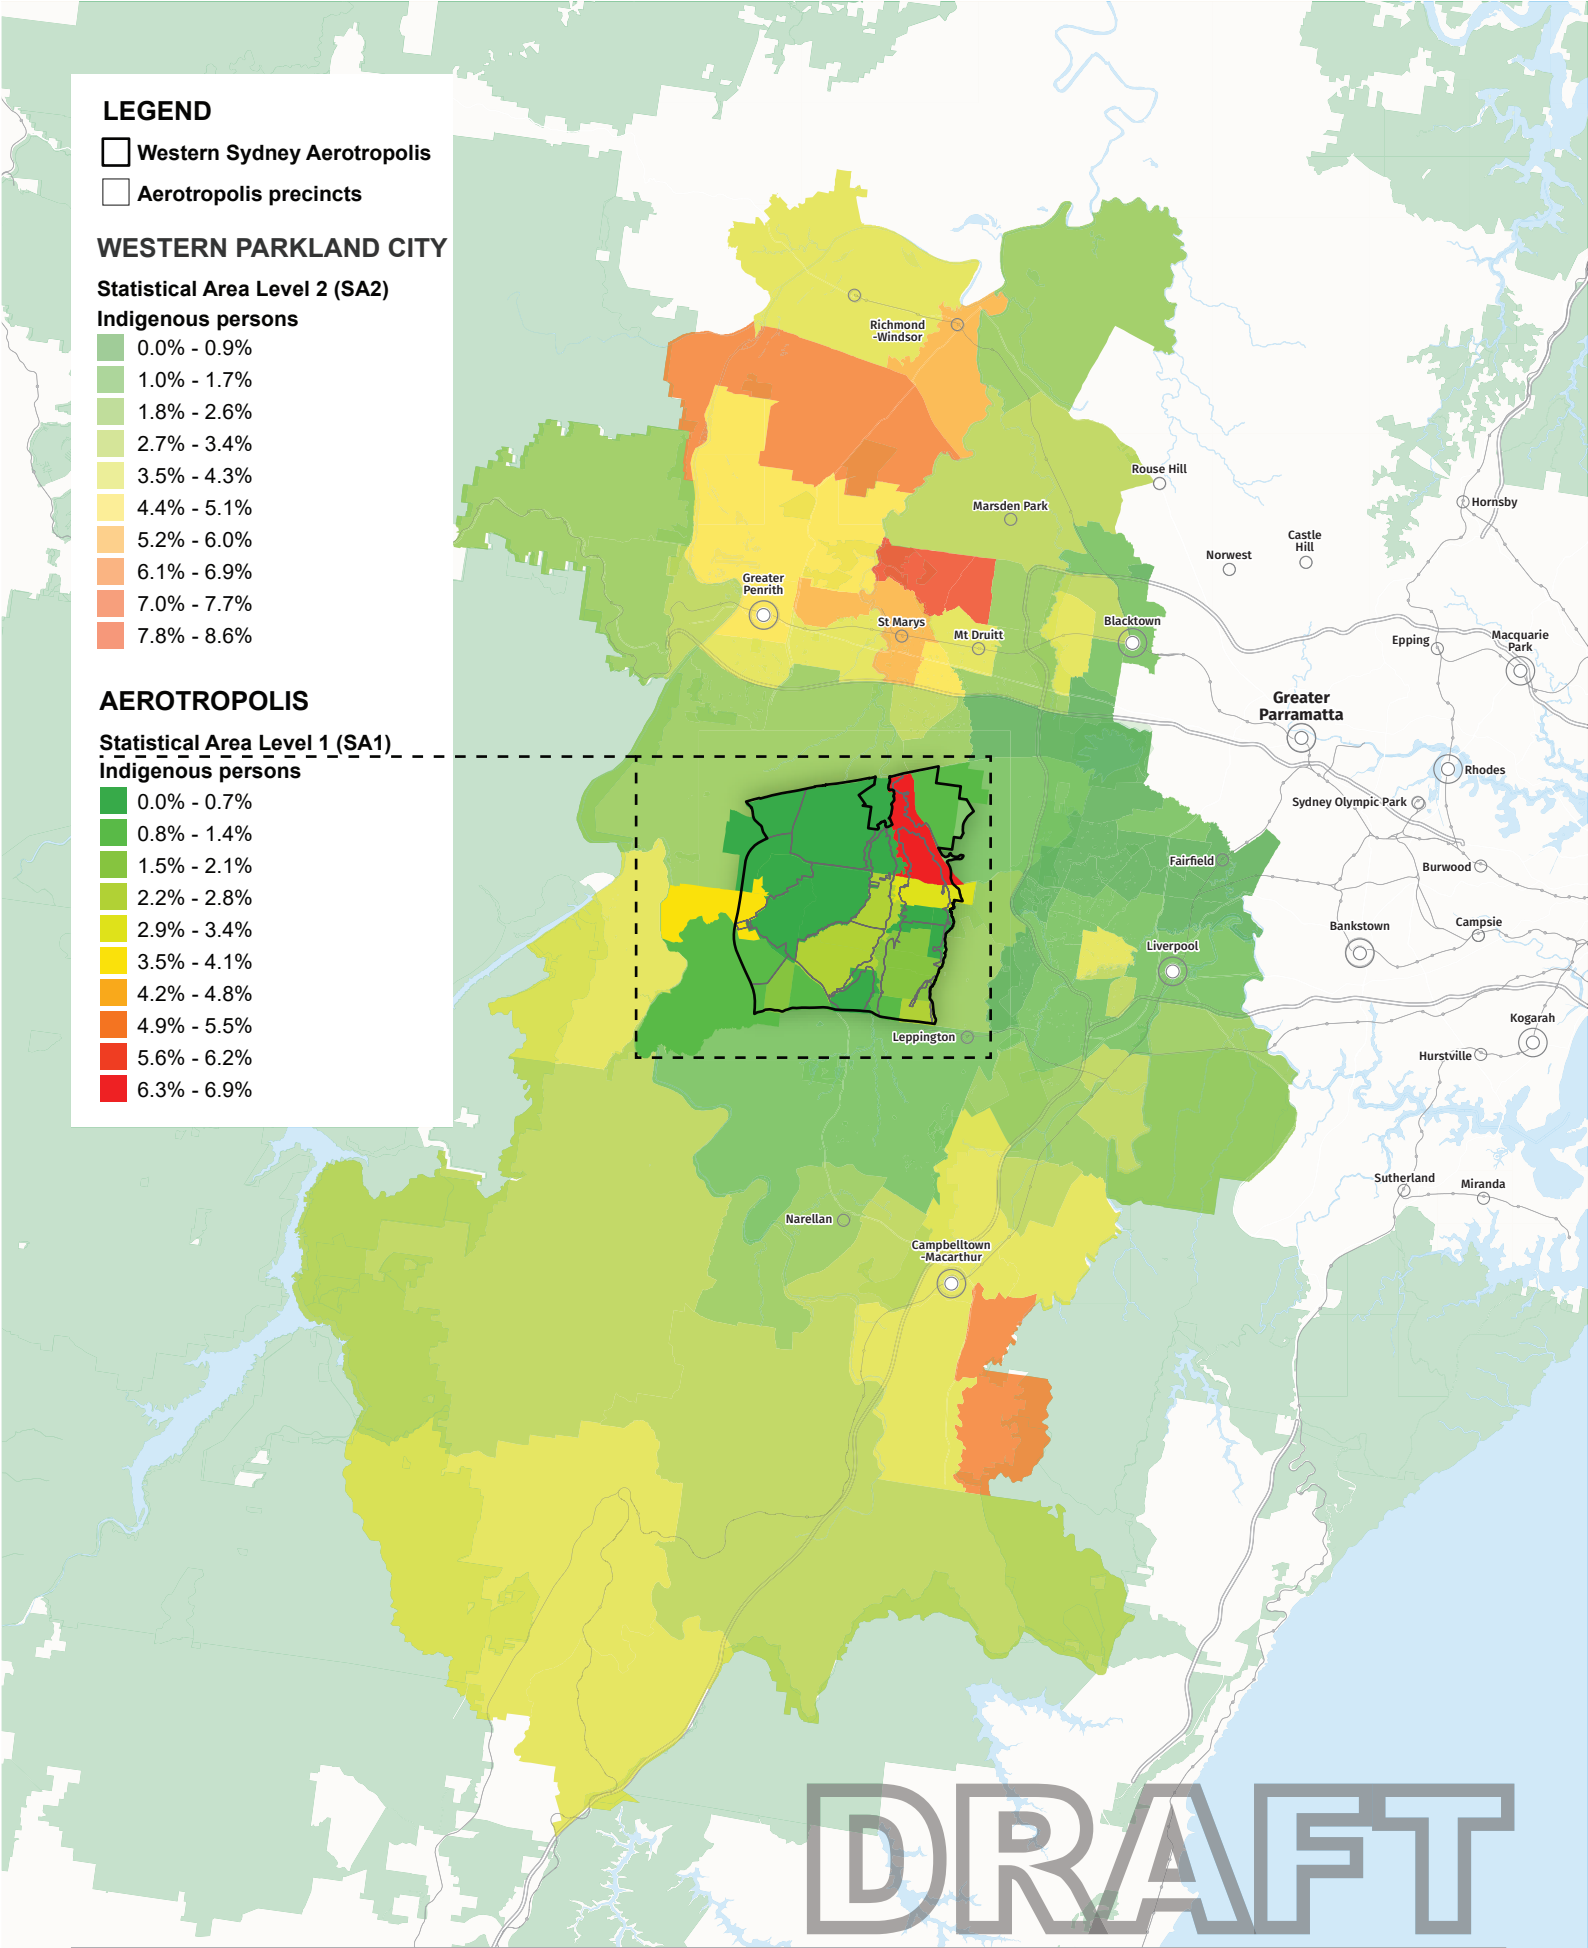 LEGEND
Western Sydney Aerotropolis
Aerotropolis precincts
WESTERN PARKLAND CITY
Statistical Area Level 2 (SA2)
Indigenous persons
0.0% - 0.9%
1.0% - 1.7%
1.8% - 2.6%
2.7% - 3.4%
3.5% - 4.3%
4.4% - 5.1%
5.2% - 6.0%
6.1% - 6.9%
7.0% - 7.7%
7.8% - 8.6%
AEROTROPOLIS
Statistical Area Level 1 (SA1)
Indigenous persons
0.0% - 0.7%
0.8% - 1.4%
1.5% - 2.1%
2.2% - 2.8%
2.9% - 3.4%
3.5% - 4.1%
4.2% - 4.8%
4.9% - 5.5%
5.6% - 6.2%
6.3% - 6.9%
Richmond
-Windsor
Rouse Hill
Marsden Park
Hornsby
Castle
Hill
Norwest
Greater
Penrith
St Marys
Mt Druitt
Blacktown
Epping
Macquarie
Park
Greater
Parramatta
Rhodes
Sydney Olympic Park
Fairfield
Burwood
Bankstown
Campsie
Liverpool
Leppington
Kogarah
Hurstville
Sutherland
Miranda
Narellan
Campbelltown
-Macarthur
DRAFT